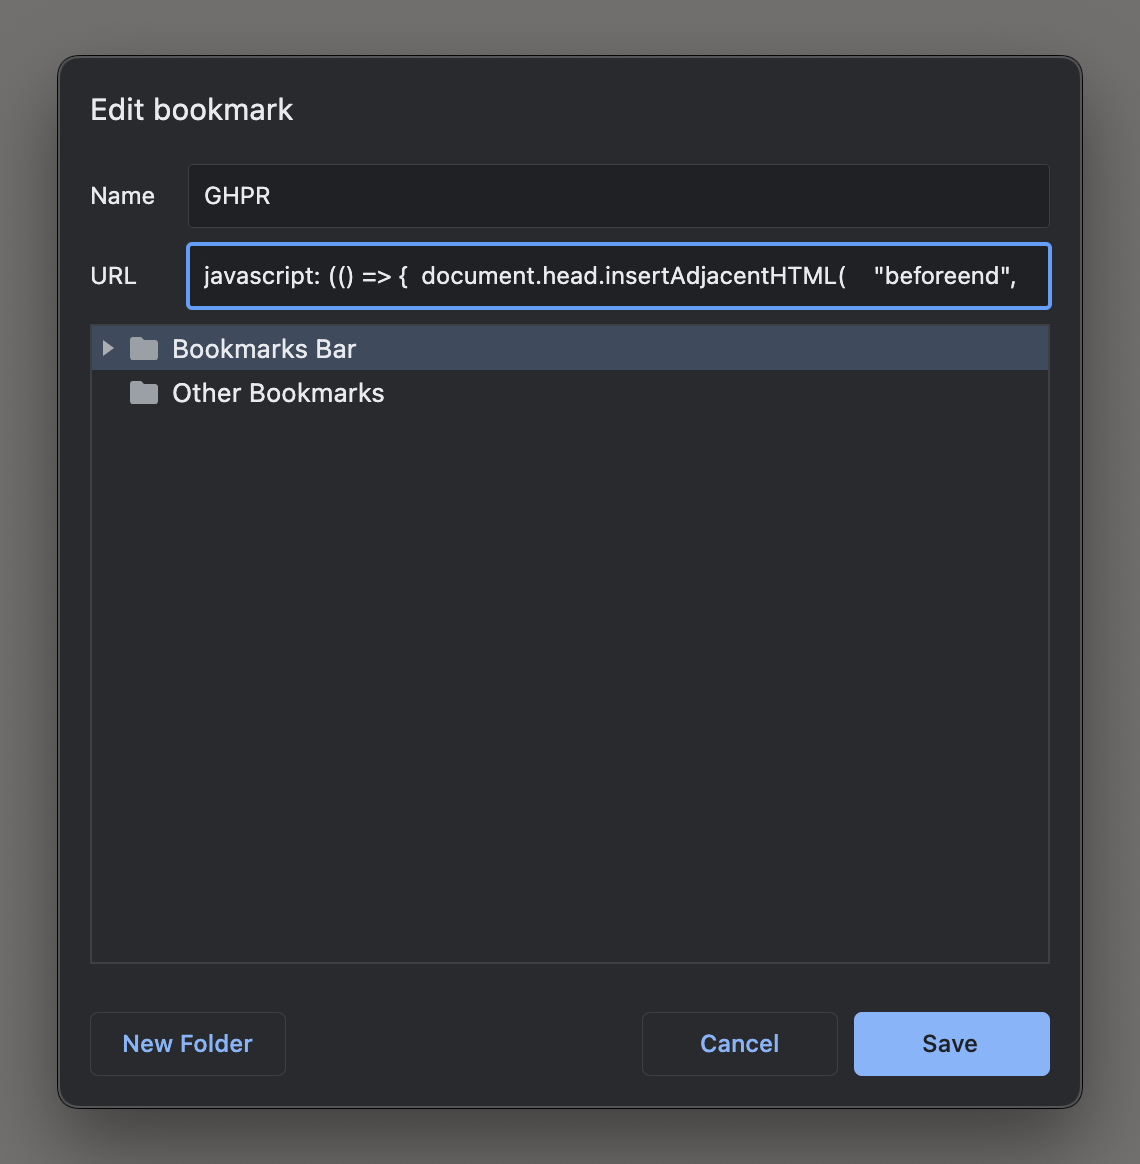 Edit bookmark
Name GHPR
URL javascript: (() => {  document.head.insertAdjacentHTML(    "beforeend",
Bookmarks Bar
Other Bookmarks
New Folder Cancel Save